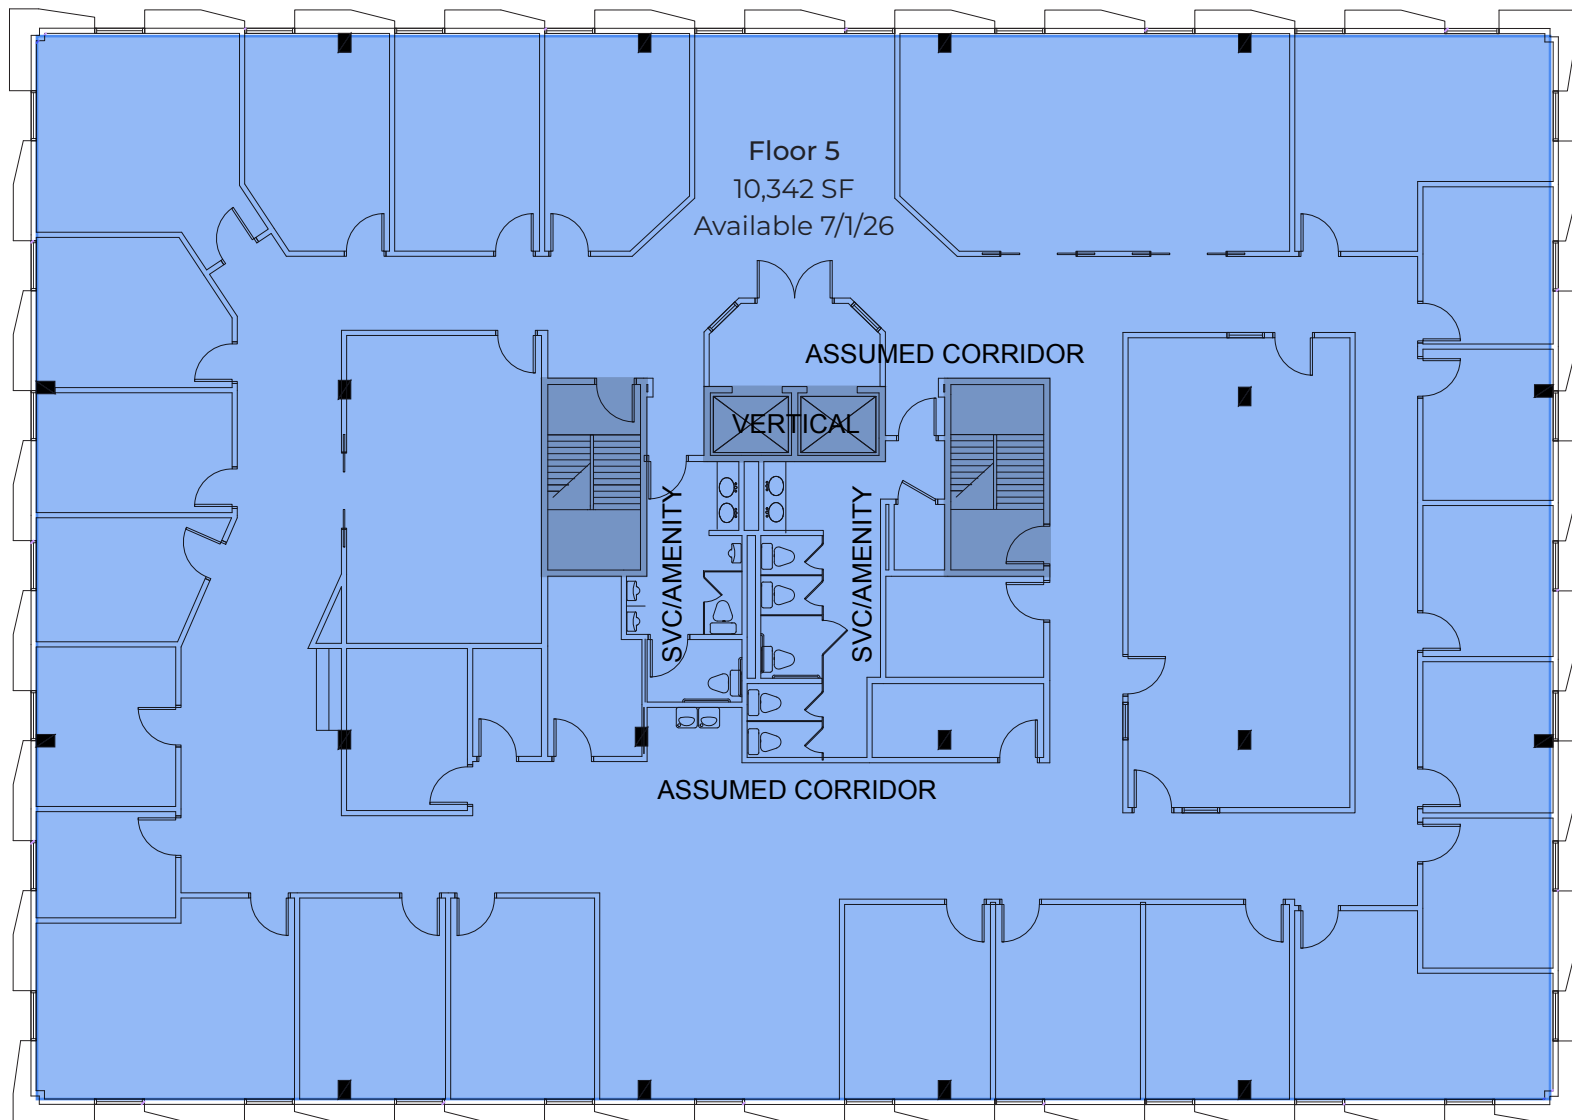 Floor 5
10,342 SF
Available 7/1/26
ASSUMED CORRIDOR
VERTICAL
SVC/AMENITY
SVC/AMENITY
ASSUMED CORRIDOR